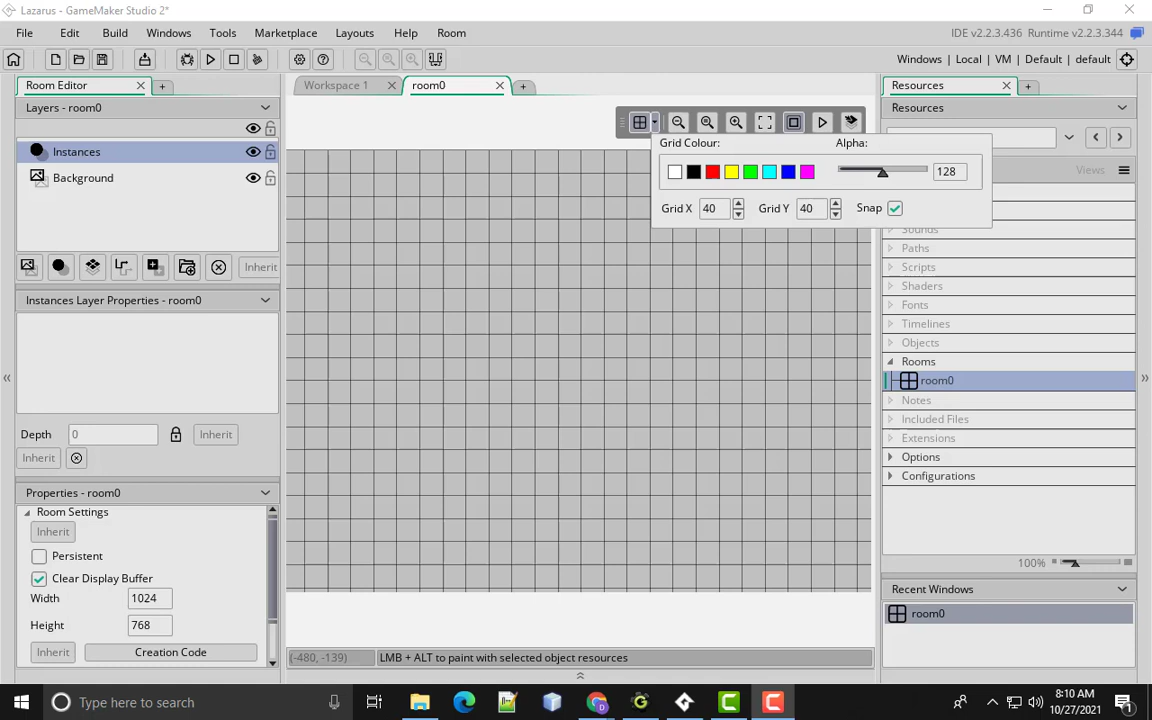 Lazarus - GameMaker Studio 2*
File Edit Build Windows Tools Marketplace Layouts Help Room
IDE v2.2.3.436 Runtime v2.2.3.344
Windows | Local | VM | Default | default
Room Editor
Workspace 1
room0
Resources
Layers - room0
Resources
Grid Colour:
Alpha:
Instances
128
Views
Background
Grid X 40
Grid Y 40
Snap
Sounds
Paths
Inherit
Scripts
Shaders
Instances Layer Properties - room0
Fonts
Timelines
Objects
Rooms
room0
Notes
Included Files
Depth 0
Inherit
Extensions
Inherit
Options
Configurations
Properties - room0
Room Settings
Inherit
Persistent
100%
Clear Display Buffer
Recent Windows
Width 1024
room0
Height 768
Inherit
Creation Code
(-480, -139)
LMB + ALT to paint with selected object resources
Type here to search
8:10 AM
10/27/2021
1